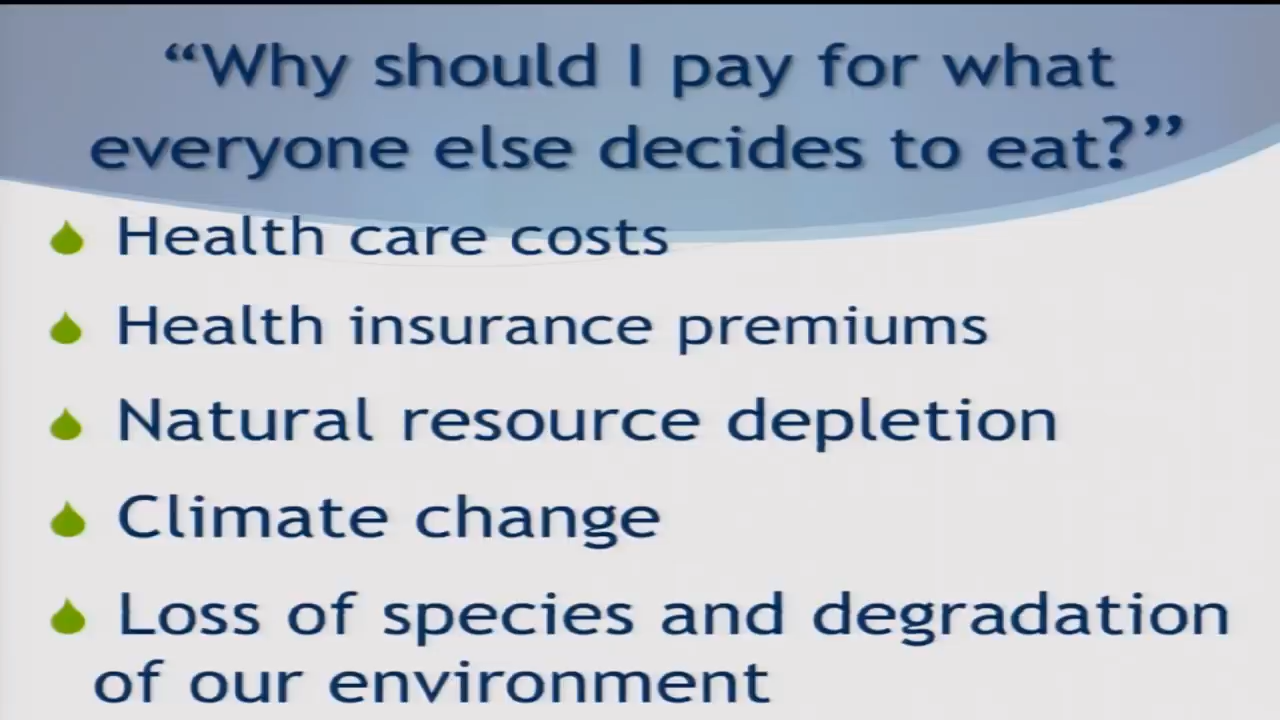 “Why should I pay for what
everyone else decides to eat?”
Health care costs
Health insurance premiums
Natural resource depletion
Climate change
Loss of species and degradation
of our environment